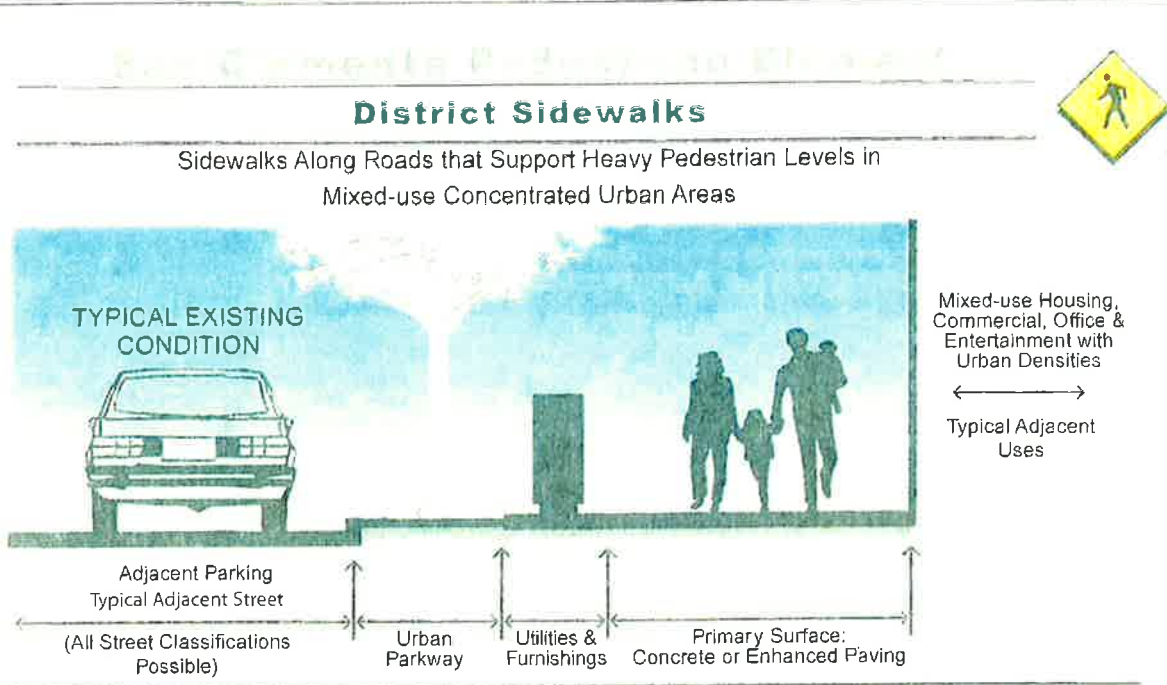 District Sidewalks
Sidewalks Along Roads that Support Heavy Pedestrian Levels in
Mixed-use Concentrated Urban Areas
TYPICAL EXISTING
CONDITION
Mixed-use Housing,
Commercial, Office &
Entertainment with
Urban Densities
Typical Adjacent
Uses
Adjacent Parking
Typical Adjacent Street
(All Street Classifications
Possible)
Urban
Parkway
Utilities &
Furnishings
Primary Surface:
Concrete or Enhanced Paving